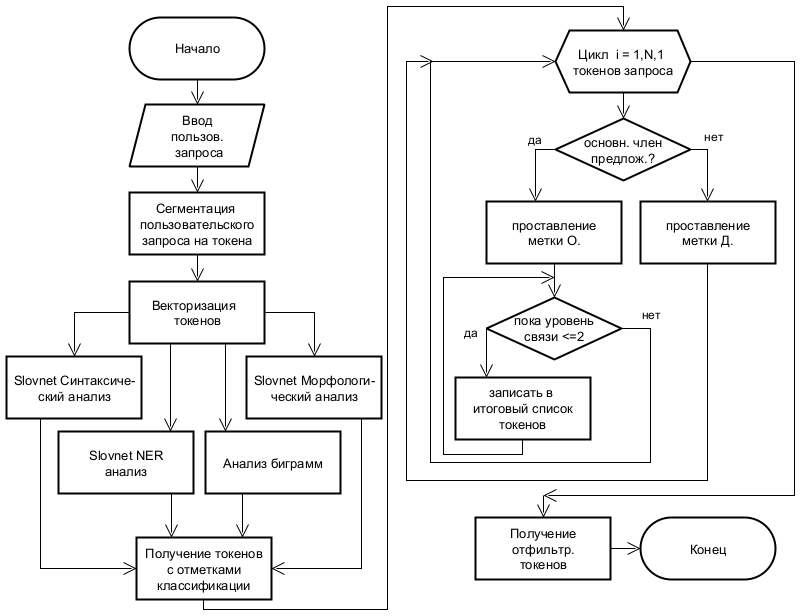 Начало
Ввод
пользов.
запроса
Сегментация
пользовательского
запроса на токена
Векторизация
токенов
Slovnet Синтаксиче-
ский анализ
Slovnet Морфологи-
ческий анализ
Slovnet NER
анализ
Анализ биграмм
Получение токенов
с отметками
классификации
Цикл i = 1,N,1
токенов запроса
основн. член
предлож.?
да
нет
проставление
метки О.
проставление
метки Д.
пока уровень
связи <=2
да
нет
записать в
итоговый список
токенов
Получение
отфильтр.
токенов
Конец